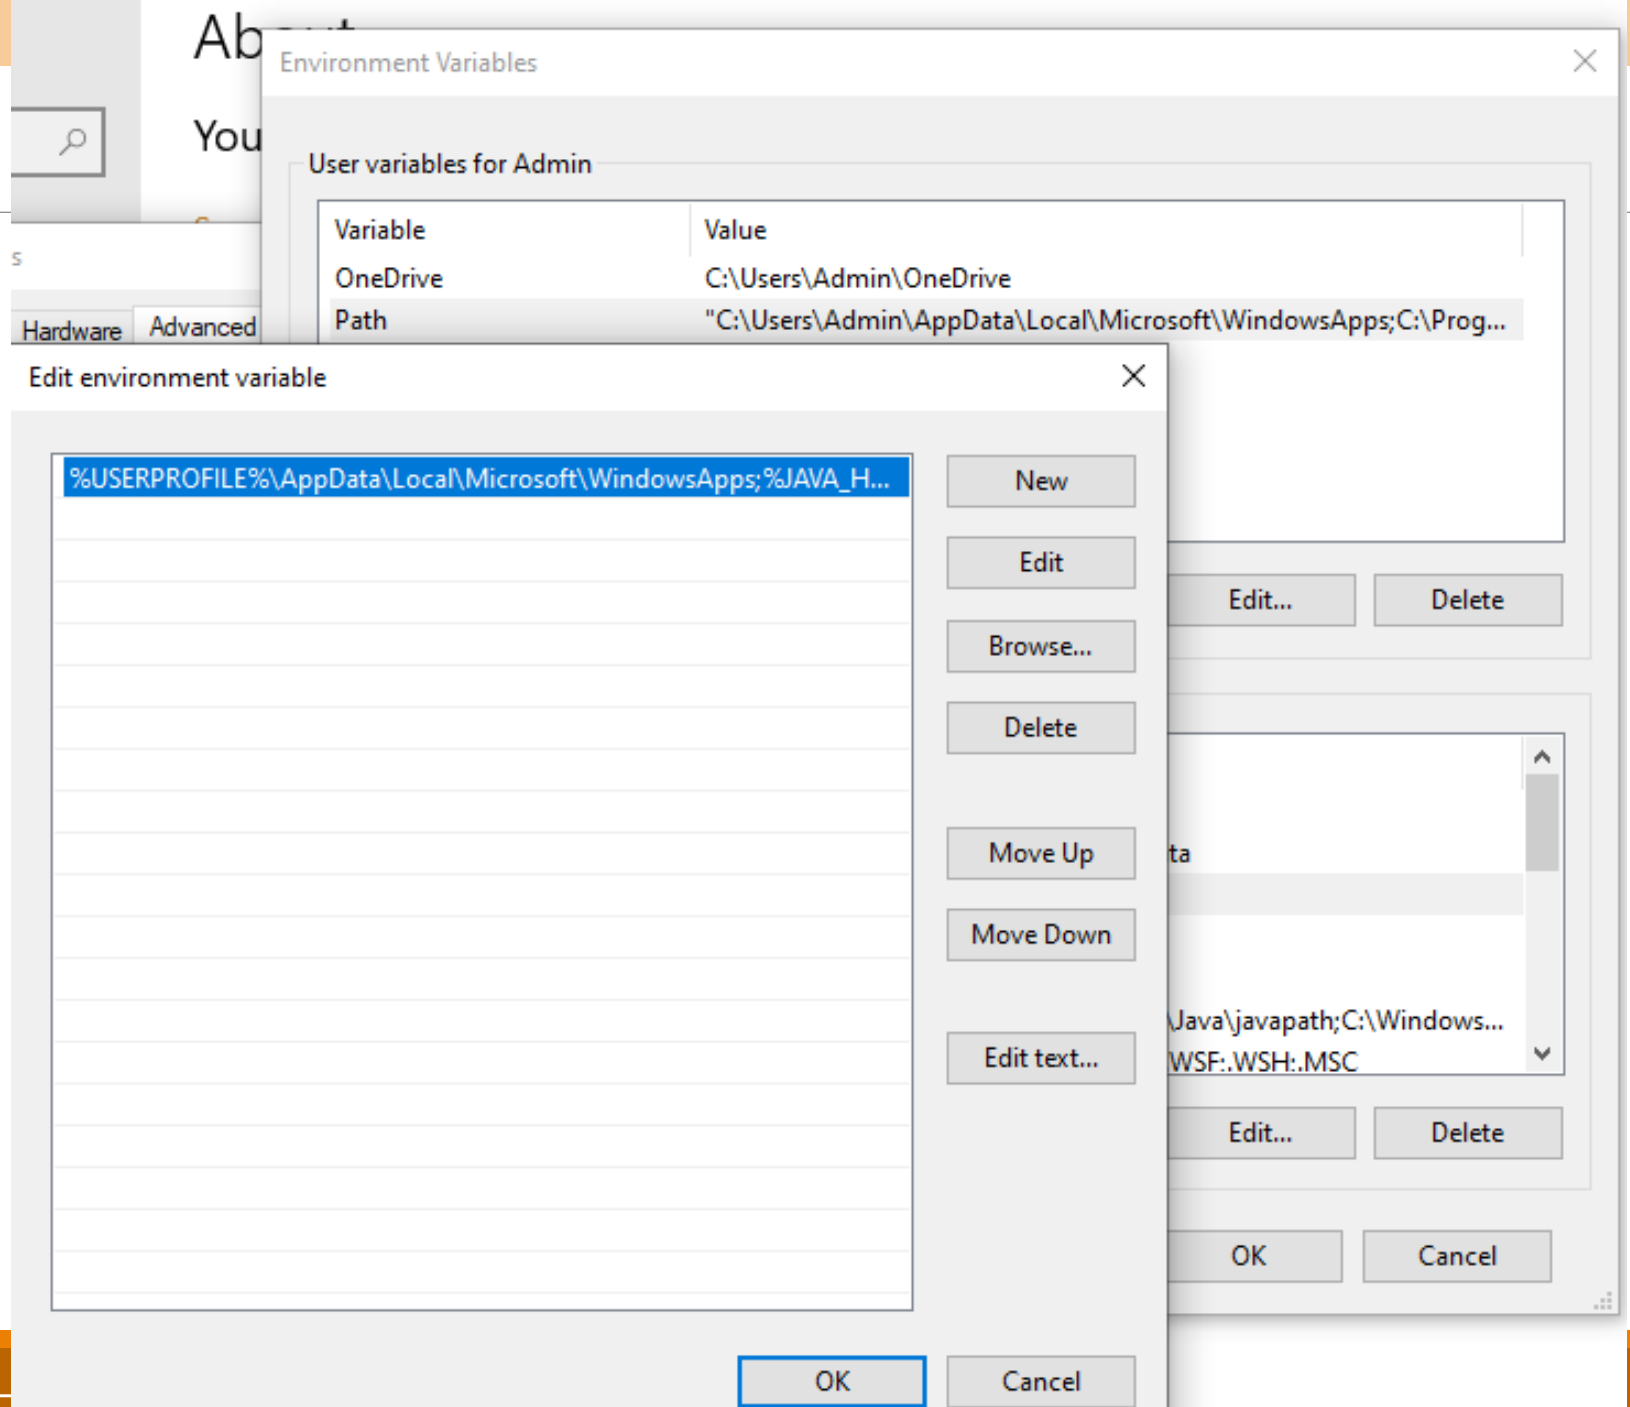 Environment Variables
You
User variables for Admin
Variable Value
s
OneDrive C:\Users\Admin\OneDrive
Hardware Advanced
Path "C:\Users\Admin\AppData\Local\Microsoft\WindowsApps;C:\Prog...
Edit environment variable
%USERPROFILE%\AppData\Local\Microsoft\WindowsApps;%JAVA_H...
New
Edit
Browse...
Delete
Move Up
Move Down
Edit text...
OK Cancel
Edit... Delete
ta
\Java\javapath;C:\Windows...
WSF;.WSH;.MSC
Edit... Delete
OK Cancel